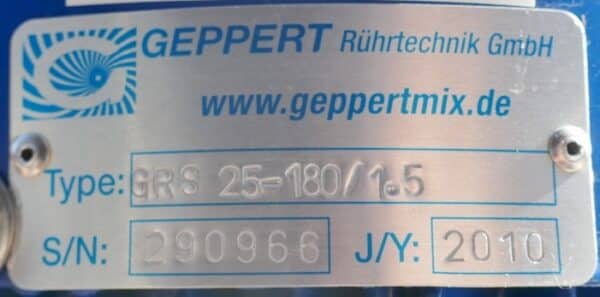 GEPPERT Rührtechnik GmbH
www.geppertmix.de
Type: GRS 25-180/1.5
S/N: 290966 J/Y: 2010